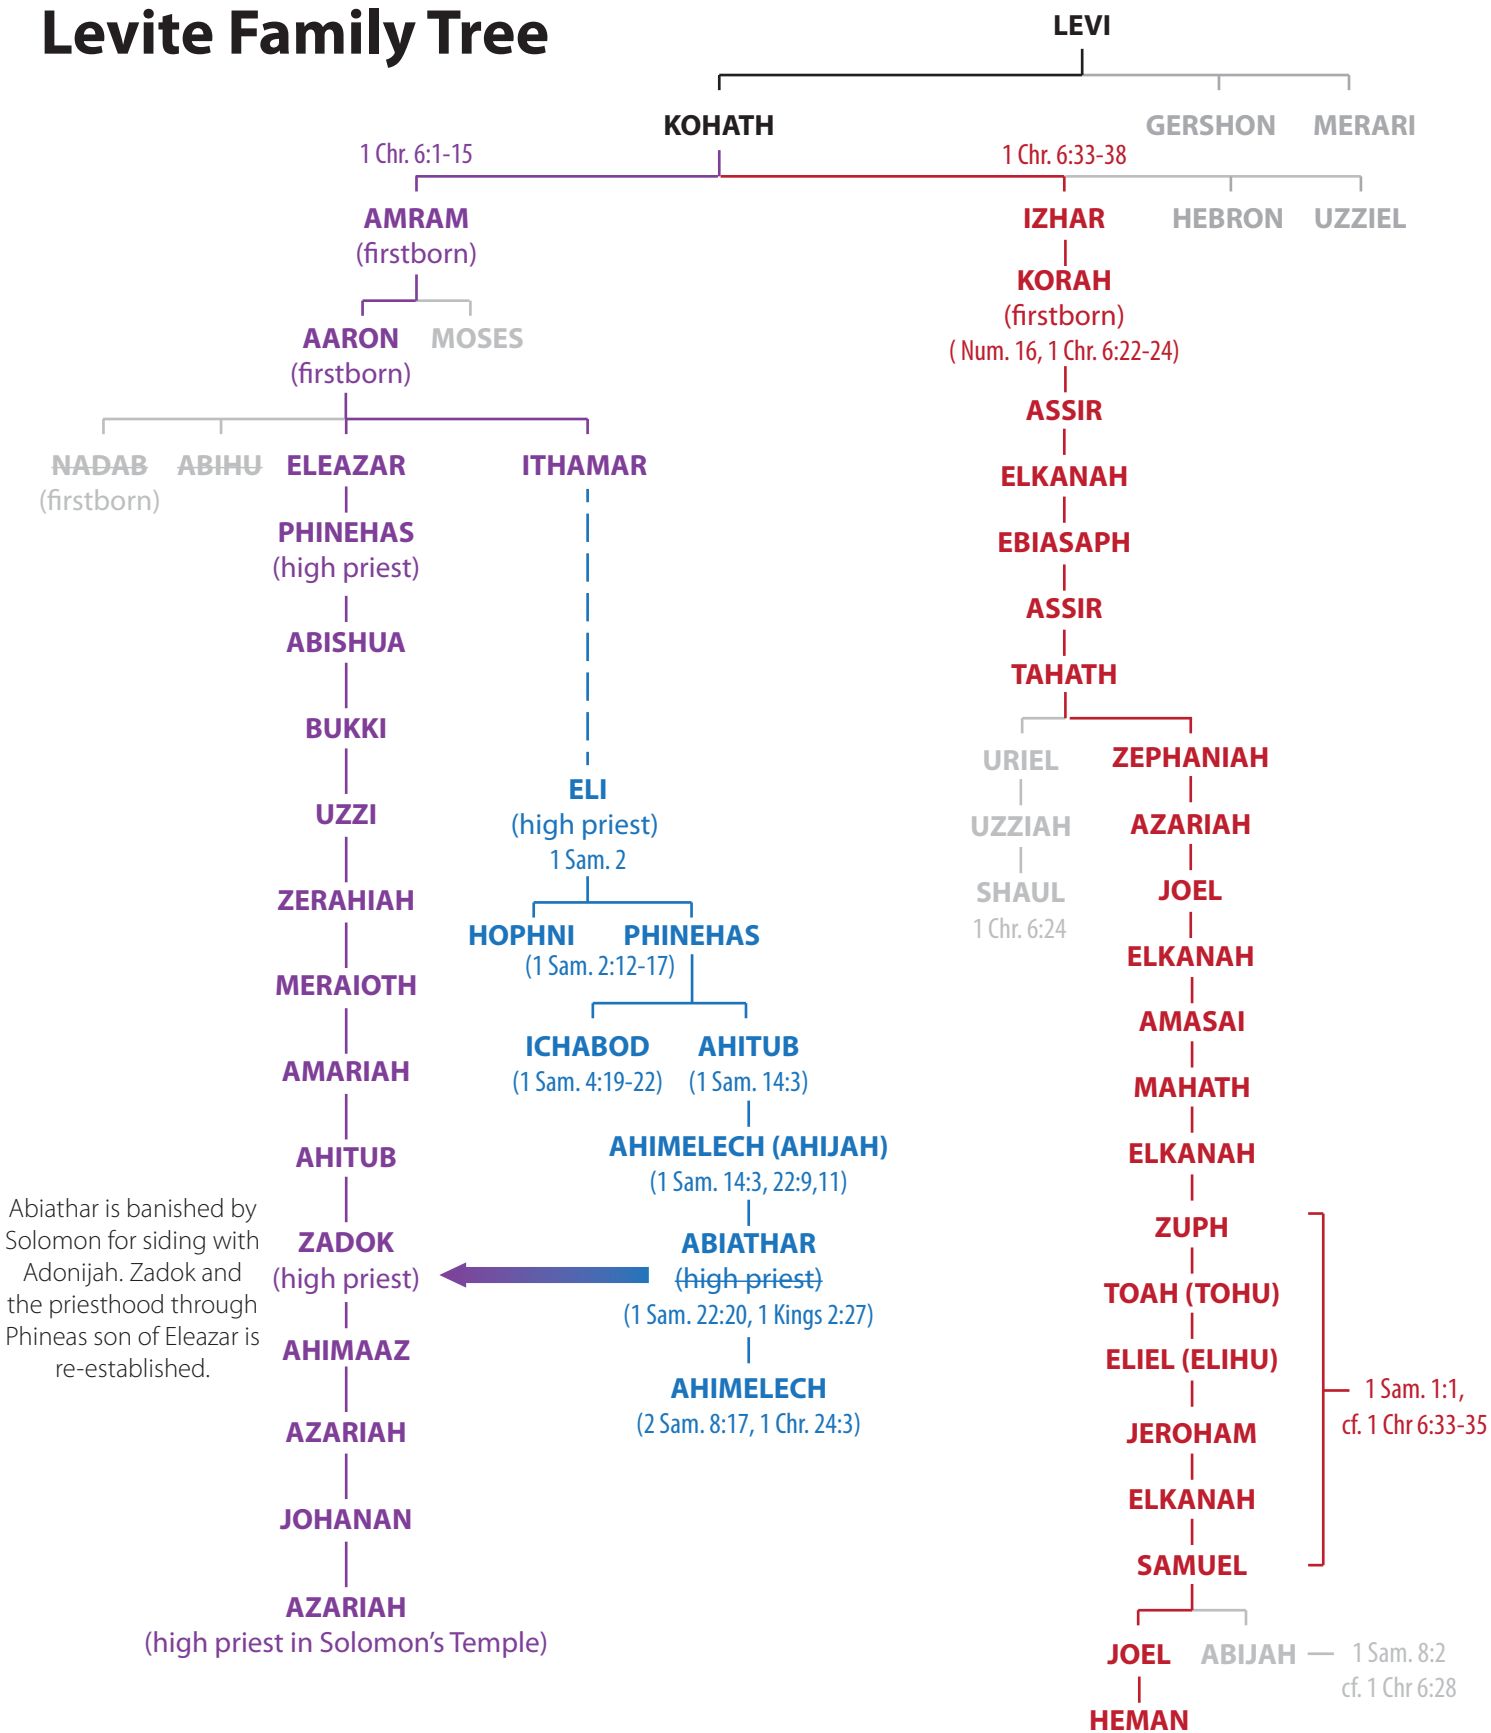 Levite Family Tree
LEVI
KOHATH
GERSHON
MERARI
1 Chr. 6:1-15
1 Chr. 6:33-38
AMRAM
(firstborn)
IZHAR
HEBRON
UZZIEL
KORAH
(firstborn)
( Num. 16, 1 Chr. 6:22-24)
AARON
(firstborn)
MOSES
NADAB
(firstborn)
ABIHU
ELEAZAR
ITHAMAR
PHINEHAS
(high priest)
ABISHUA
BUKKI
UZZI
ZERAHIAH
MERAIOTH
AMARIAH
AHITUB
ZADOK
(high priest)
AHIMAAZ
AZARIAH
JOHANAN
AZARIAH
(high priest in Solomon's Temple)
Abiathar is banished by
Solomon for siding with
Adonijah. Zadok and
the priesthood through
Phineas son of Eleazar is
re-established.
ELI
(high priest)
1 Sam. 2
HOPHNI
PHINEHAS
(1 Sam. 2:12-17)
ICHABOD
(1 Sam. 4:19-22)
AHITUB
(1 Sam. 14:3)
AHIMELECH (AHIJAH)
(1 Sam. 14:3, 22:9,11)
ABIATHAR
(high priest)
(1 Sam. 22:20, 1 Kings 2:27)
AHIMELECH
(2 Sam. 8:17, 1 Chr. 24:3)
ASSIR
ELKANAH
EBIASAPH
ASSIR
TAHATH
URIEL
UZZIAH
SHAUL
1 Chr. 6:24
ZEPHANIAH
AZARIAH
JOEL
ELKANAH
AMASAI
MAHATH
ELKANAH
ZUPH
TOAH (TOHU)
ELIEL (ELIHU)
JEROHAM
ELKANAH
SAMUEL
1 Sam. 1:1,
cf. 1 Chr 6:33-35
JOEL
ABIJAH
1 Sam. 8:2
cf. 1 Chr 6:28
HEMAN